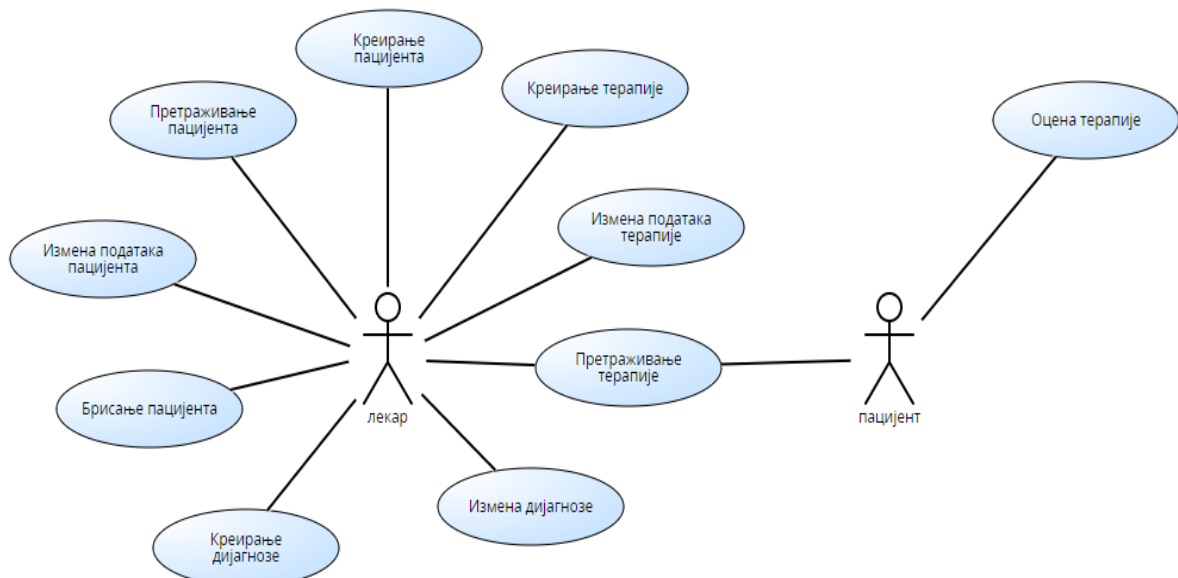 Креирање
пацијента
Креирање терапије
Оцена терапије
Претраживање
пацијента
Измена података
терапије
Измена података
пацијента
Претраживање
терапије
Брисање пацијента
лекар
пацијент
Измена дијагнозе
Креирање
дијагнозе